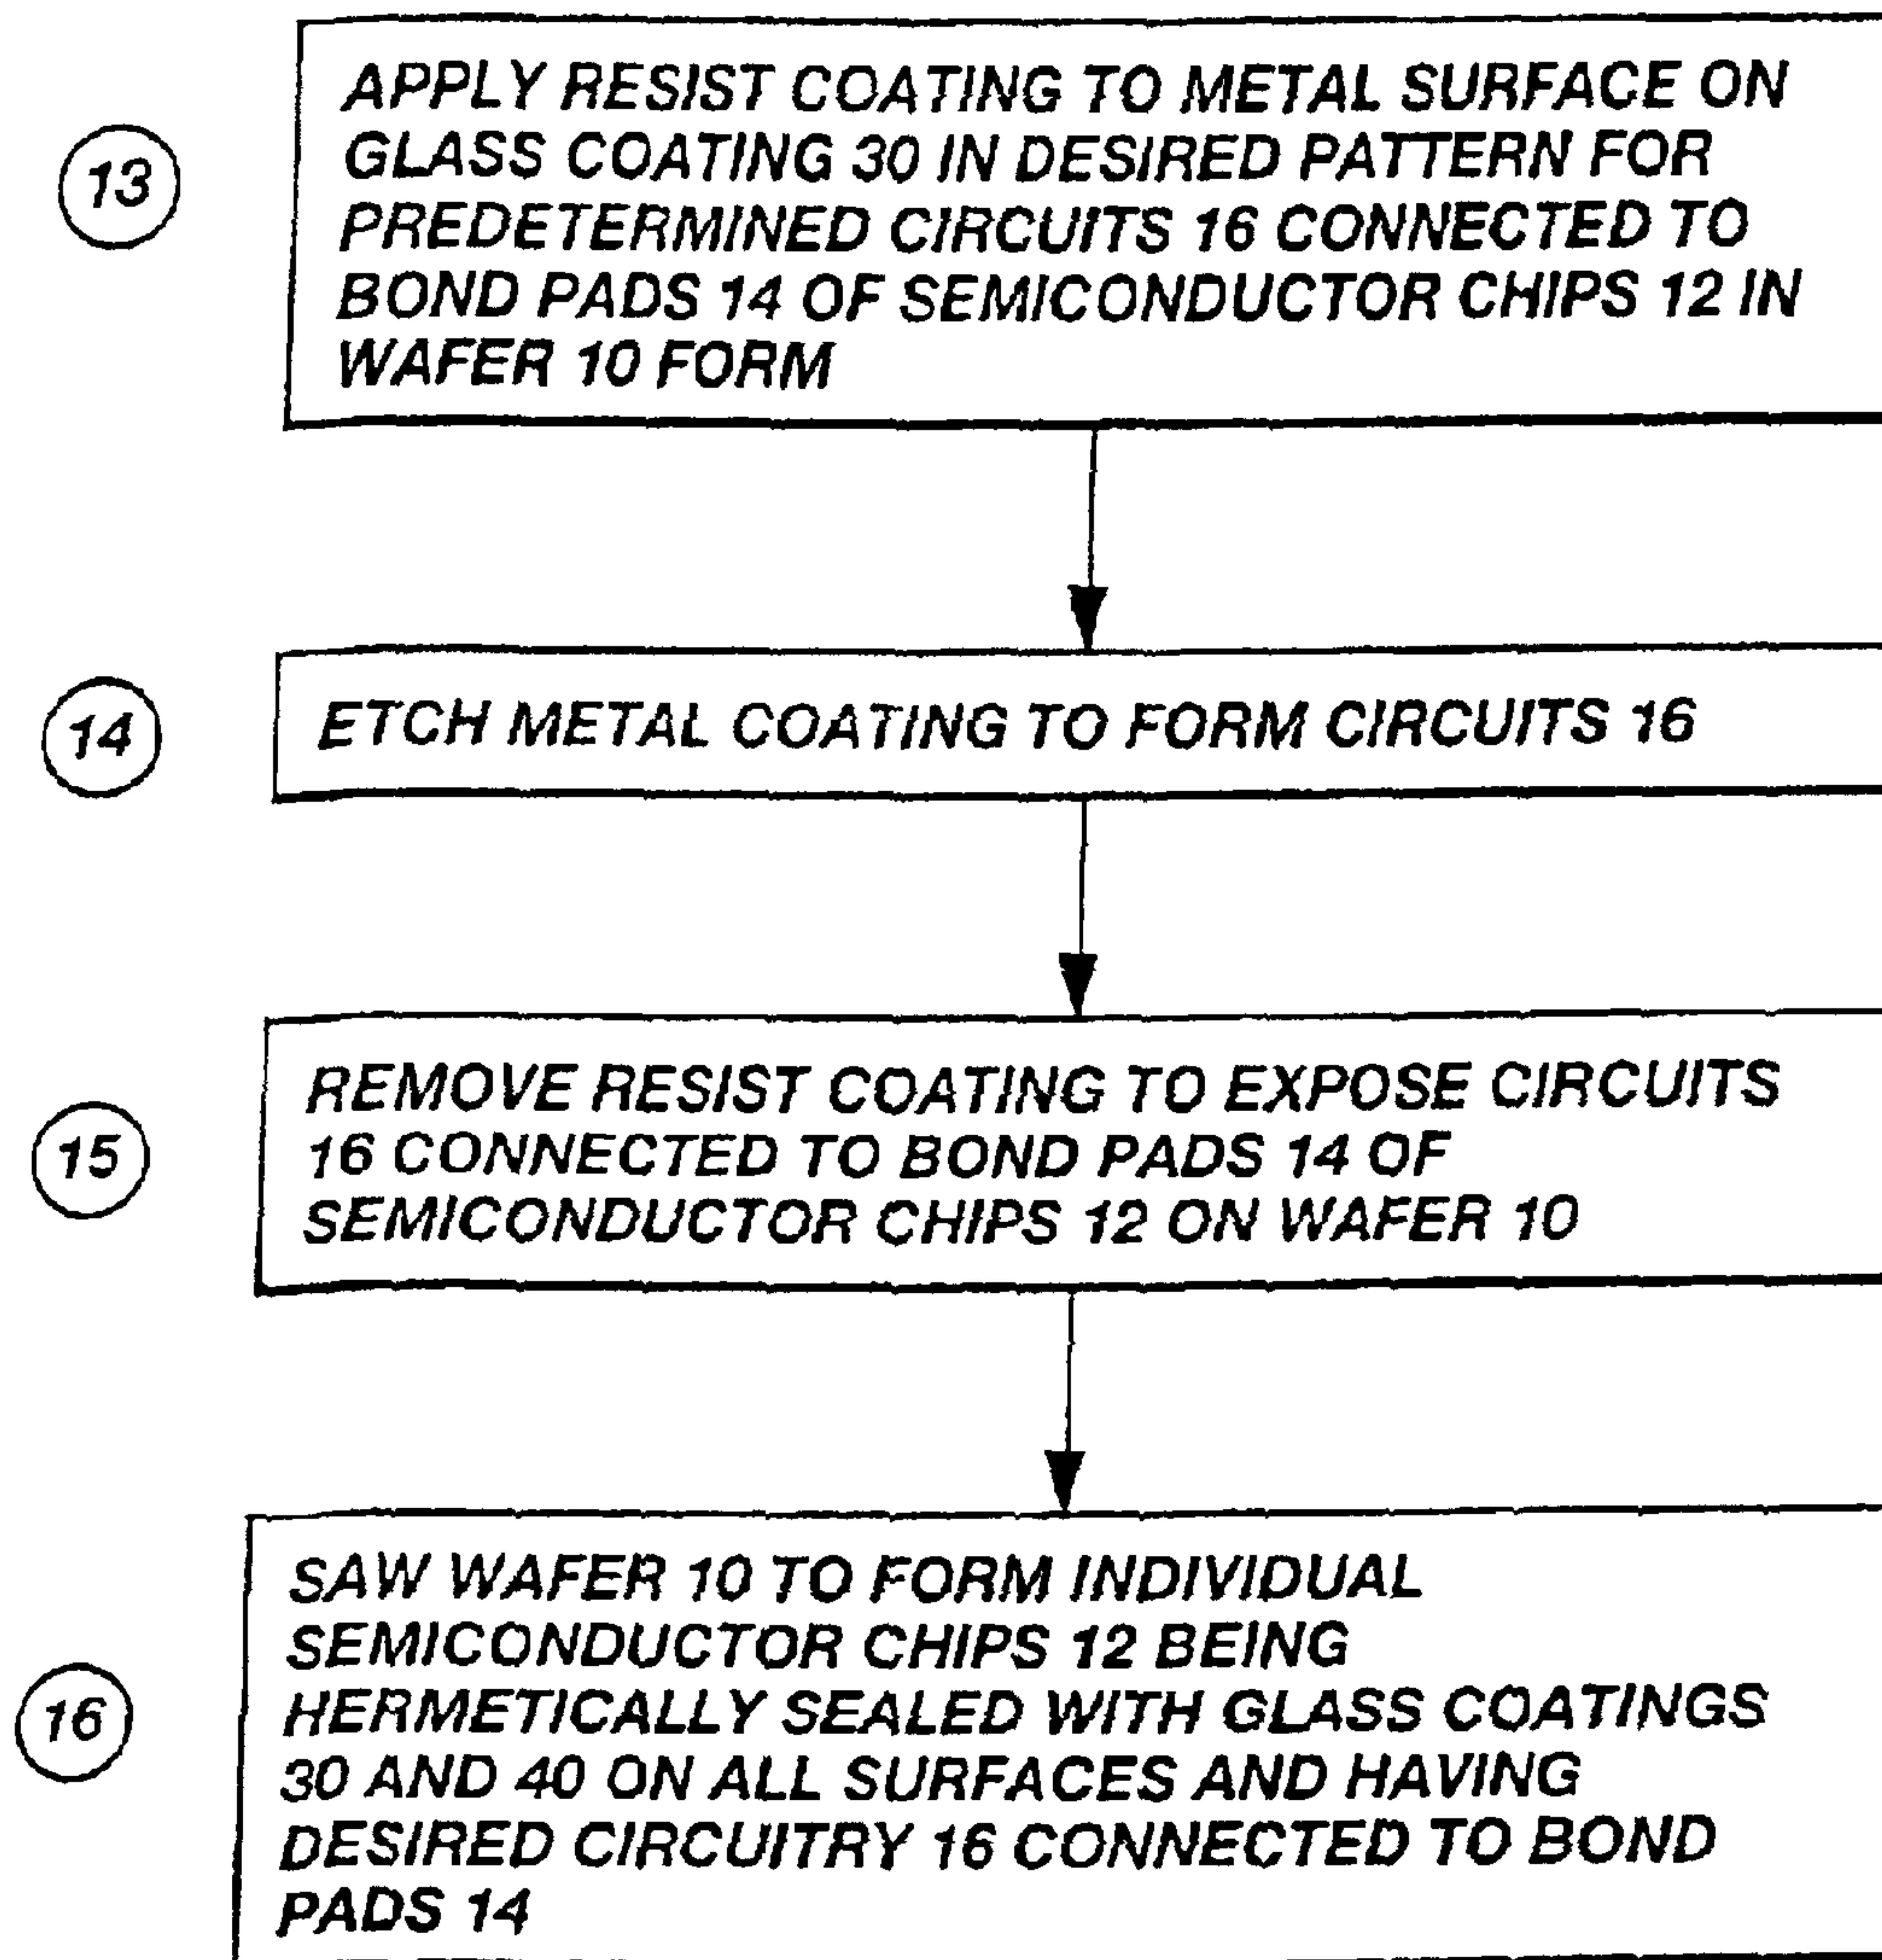 13
APPLY RESIST COATING TO METAL SURFACE ON
GLASS COATING 30 IN DESIRED PATTERN FOR
PREDETERMINED CIRCUITS 16 CONNECTED TO
BOND PADS 14 OF SEMICONDUCTOR CHIPS 12 IN
WAFER 10 FORM
14
ETCH METAL COATING TO FORM CIRCUITS 16
15
REMOVE RESIST COATING TO EXPOSE CIRCUITS
16 CONNECTED TO BOND PADS 14 OF
SEMICONDUCTOR CHIPS 12 ON WAFER 10
16
SAW WAFER 10 TO FORM INDIVIDUAL
SEMICONDUCTOR CHIPS 12 BEING
HERMETICALLY SEALED WITH GLASS COATINGS
30 AND 40 ON ALL SURFACES AND HAVING
DESIRED CIRCUITRY 16 CONNECTED TO BOND
PADS 14